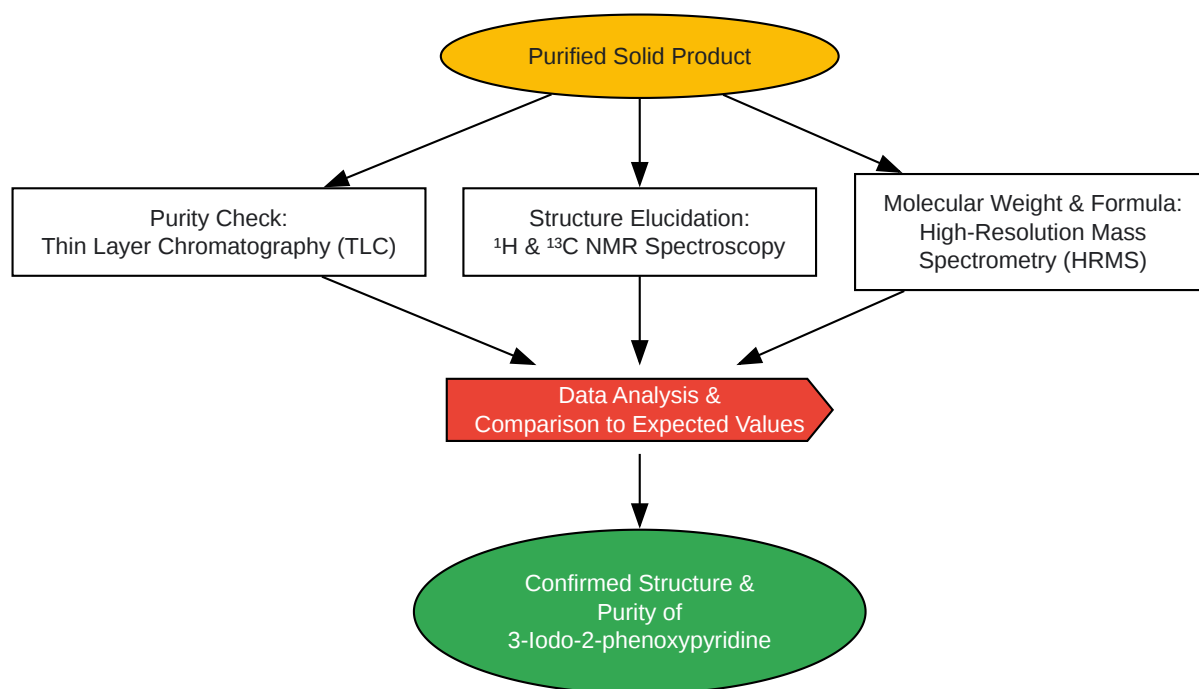 Purified Solid Product
Purity Check:
Thin Layer Chromatography (TLC)
Structure Elucidation:
¹H & ¹³C NMR Spectroscopy
Molecular Weight & Formula:
High-Resolution Mass
Spectrometry (HRMS)
Data Analysis &
Comparison to Expected Values
Confirmed Structure &
Purity of
3-Iodo-2-phenoxypyridine